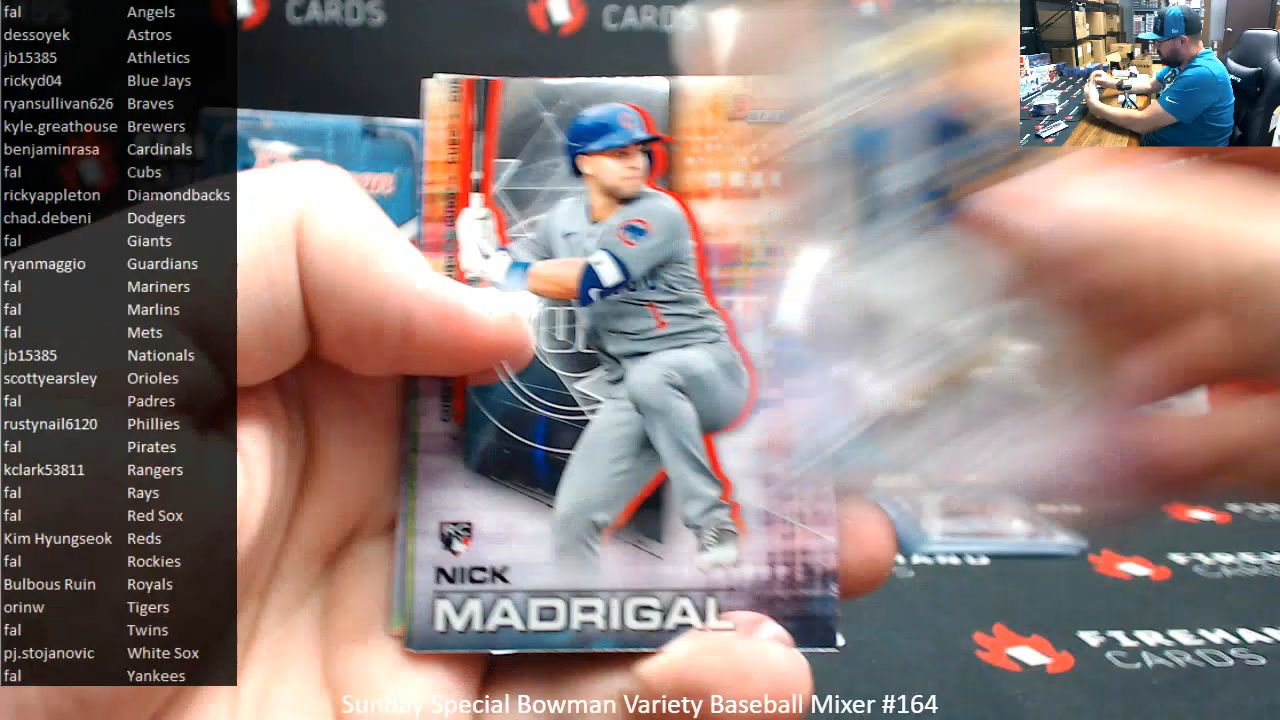 fal Angels
dessoyek Astros
jb15385 Athletics
rickyd04 Blue Jays
ryansullivan626 Braves
kyle.greathouse Brewers
benjaminrasa Cardinals
fal Cubs
rickyappleton Diamondbacks
chad.debeni Dodgers
fal Giants
ryanmaggio Guardians
fal Mariners
fal Marlins
fal Mets
jb15385 Nationals
scottyearsley Orioles
fal Padres
rustynail6120 Phillies
fal Pirates
kclark53811 Rangers
fal Rays
fal Red Sox
Kim Hyungseok Reds
fal Rockies
Bulbous Ruin Royals
orinw Tigers
fal Twins
pj.stojanovic White Sox
fal Yankees
CARDS
CARDS
1
NICK
MADRIGAL
CARDS
CARDS
Sunday Special Bowman Variety Baseball Mixer #164